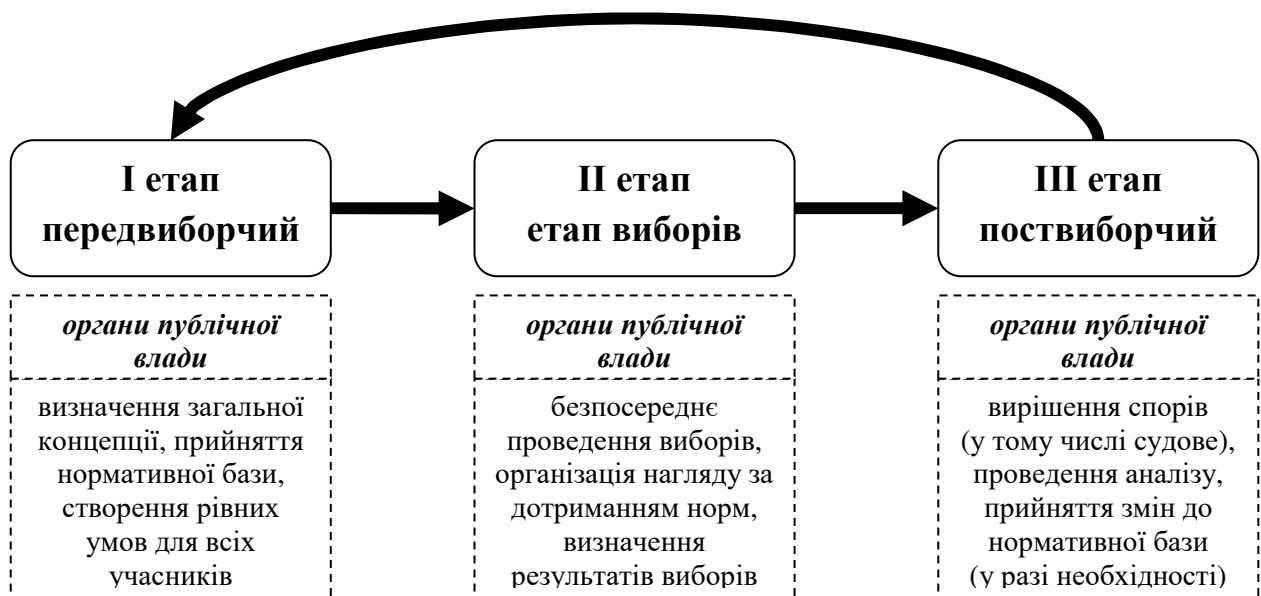 І етап
передвиборчий
ІІ етап
етап виборів
ІІІ етап
поствиборчий
органи публічної
влади
визначення загальної
концепції, прийняття
нормативної бази,
створення рівних
умов для всіх
учасників
органи публічної
влади
безпосереднє
проведення виборів,
організація нагляду за
дотриманням норм,
визначення
результатів виборів
органи публічної
влади
вирішення спорів
(у тому числі судове),
проведення аналізу,
прийняття змін до
нормативної бази
(у разі необхідності)